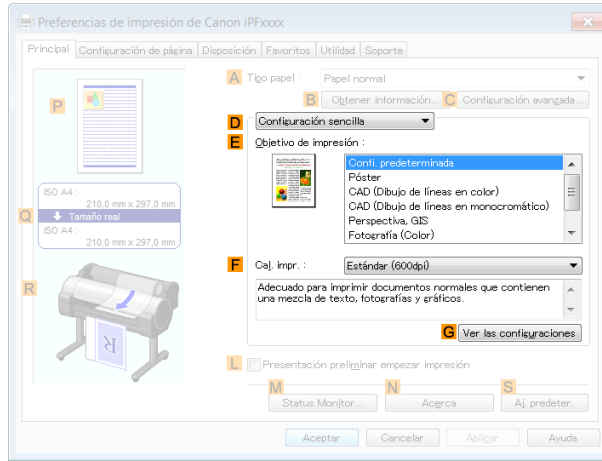 Preferencias de impresión de Canon iPFxxxx
Principal Configuración de página Disposición Favoritos Utilidad Soporte
A Tipo papel : Papel normal
B Obtener información... C Configuración avanzada...
P
D Configuración sencilla
E Objetivo de impresión :
Confi. predeterminada
Póster
CAD (Dibujo de líneas en color)
CAD (Dibujo de líneas en monocromático)
Perspectiva, GIS
Fotografía (Color)
ISO A4 :
210,0 mm x 297,0 mm
Q Tamaño real
ISO A4 :
210,0 mm x 297,0 mm
F Cal. impr. : Estándar (600dpi)
Adecuado para imprimir documentos normales que contienen
una mezcla de texto, fotografías y gráficos.
R
G Ver las configuraciones
L Presentación preliminar empezar impresión
M N S
Status Monitor... Acerca Aj. predeter.
Aceptar Cancelar Aplicar Ayuda